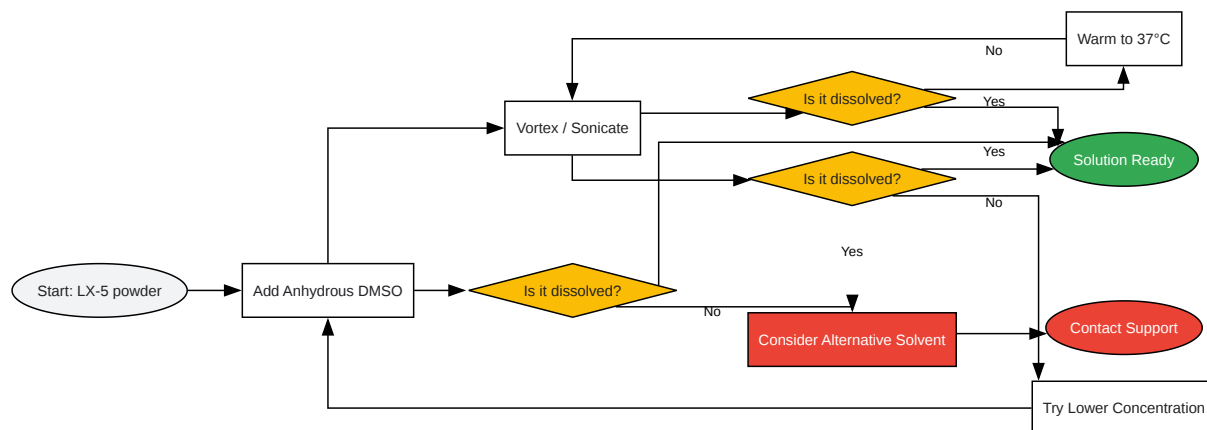 Warm to 37°C
No
Is it dissolved?
Yes
Vortex / Sonicate
Yes
Solution Ready
Is it dissolved?
No
Yes
Start: LX-5 powder
Add Anhydrous DMSO
Is it dissolved?
No
Consider Alternative Solvent
Contact Support
Try Lower Concentration